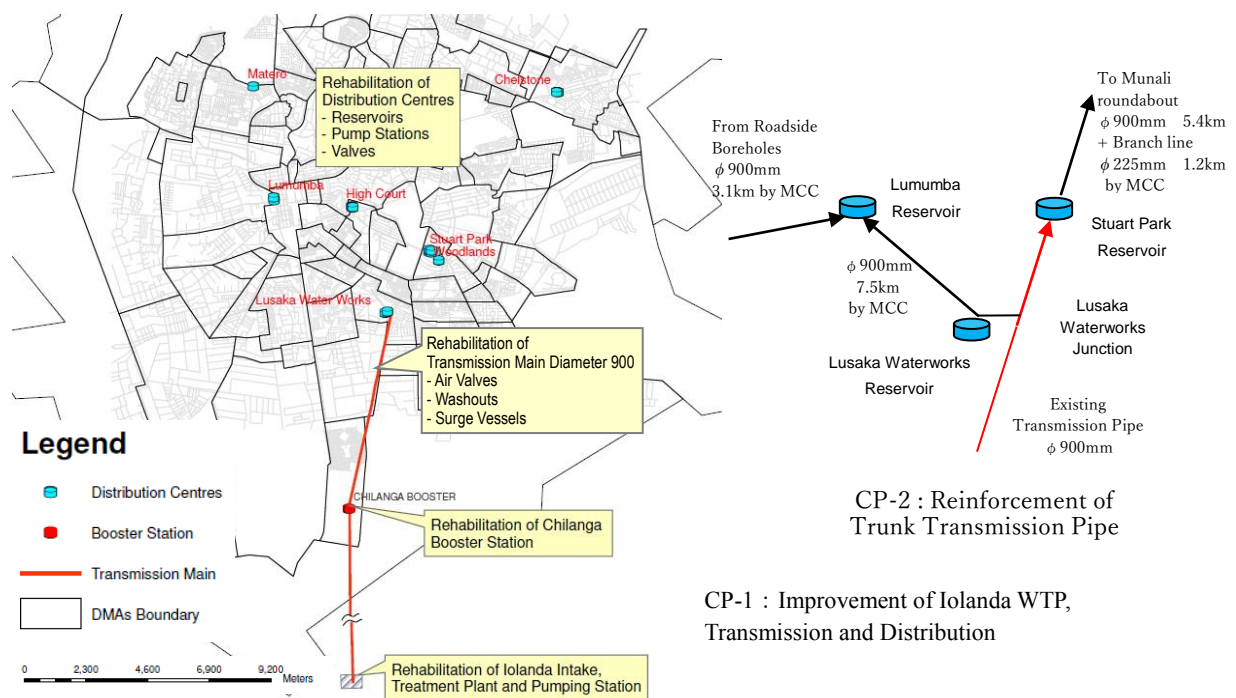 Matero
Rehabilitation of
Distribution Centres
- Reservoirs
- Pump Stations
- Valves
Chelstone
Lumumba
High Court
Stuart Park
Woodlands
Lusaka Water Works
Rehabilitation of
Transmission Main Diameter 900
- Air Valves
- Washouts
- Surge Vessels
Legend
Distribution Centres
Booster Station
Transmission Main
DMAs Boundary
0 2,300 4,600 6,900 9,200
Meters
CHILANGA BOOSTER
Rehabilitation of Chilanga
Booster Station
Rehabilitation of Iolanda Intake,
Treatment Plant and Pumping Station
From Roadside
Boreholes
φ900mm
3.1km by MCC
Lumumba
Reservoir
To Munali
roundabout
φ900mm 5.4km
+ Branch line
φ225mm 1.2km
by MCC
Stuart Park
Reservoir
φ900mm
7.5km
by MCC
Lusaka Waterworks
Reservoir
Lusaka
Waterworks
Junction
Existing
Transmission Pipe
φ900mm
CP-2 : Reinforcement of
Trunk Transmission Pipe
CP-1 : Improvement of Iolanda WTP,
Transmission and Distribution